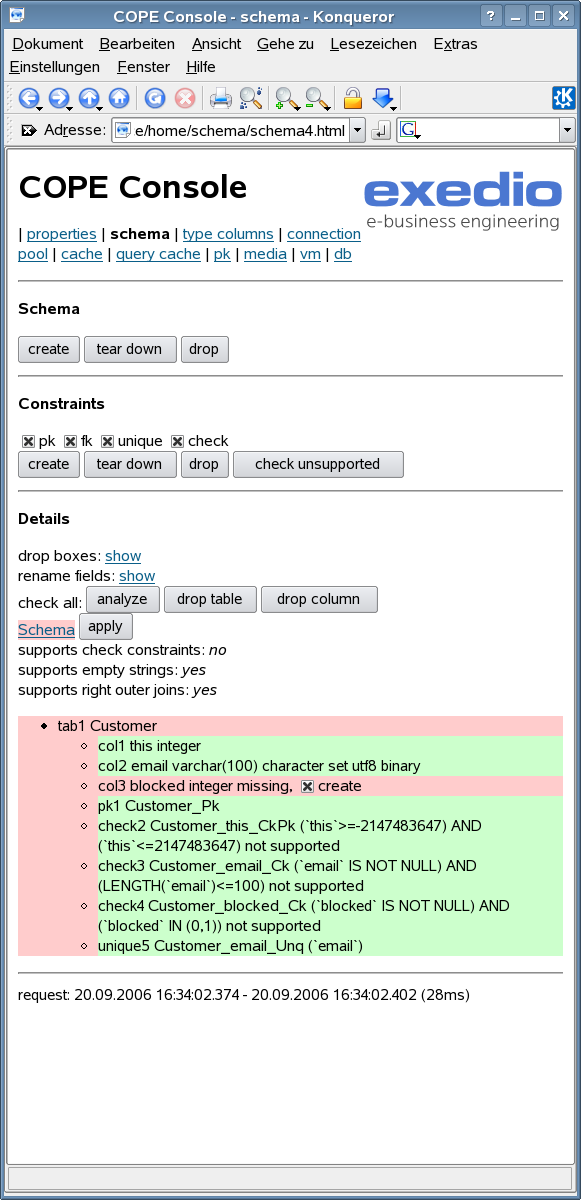 COPE Console - schema - Konqueror
?
Dokument Bearbeiten Ansicht Gehe zu Lesezeichen Extras
Einstellungen Fenster Hilfe
Adresse: e/home/schema/schema4.html
COPE Console
exedio
e-business engineering
| properties | schema | type columns | connection
pool | cache | query cache | pk | media | vm | db
Schema
create tear down drop
Constraints
pk fk unique check
create tear down drop check unsupported
Details
drop boxes: show
rename fields: show
check all: analyze drop table drop column
Schema apply
supports check constraints: no
supports empty strings: yes
supports right outer joins: yes
tab1 Customer
col1 this integer
col2 email varchar(100) character set utf8 binary
col3 blocked integer missing, create
pk1 Customer_Pk
check2 Customer_this_CkPk (`this`>=-2147483647) AND
(`this`<=2147483647) not supported
check3 Customer_email_Ck (`email` IS NOT NULL) AND
(LENGTH(`email`)<=100) not supported
check4 Customer_blocked_Ck (`blocked` IS NOT NULL) AND
(`blocked` IN (0,1)) not supported
unique5 Customer_email_Unq (`email`)
request: 20.09.2006 16:34:02.374 - 20.09.2006 16:34:02.402 (28ms)